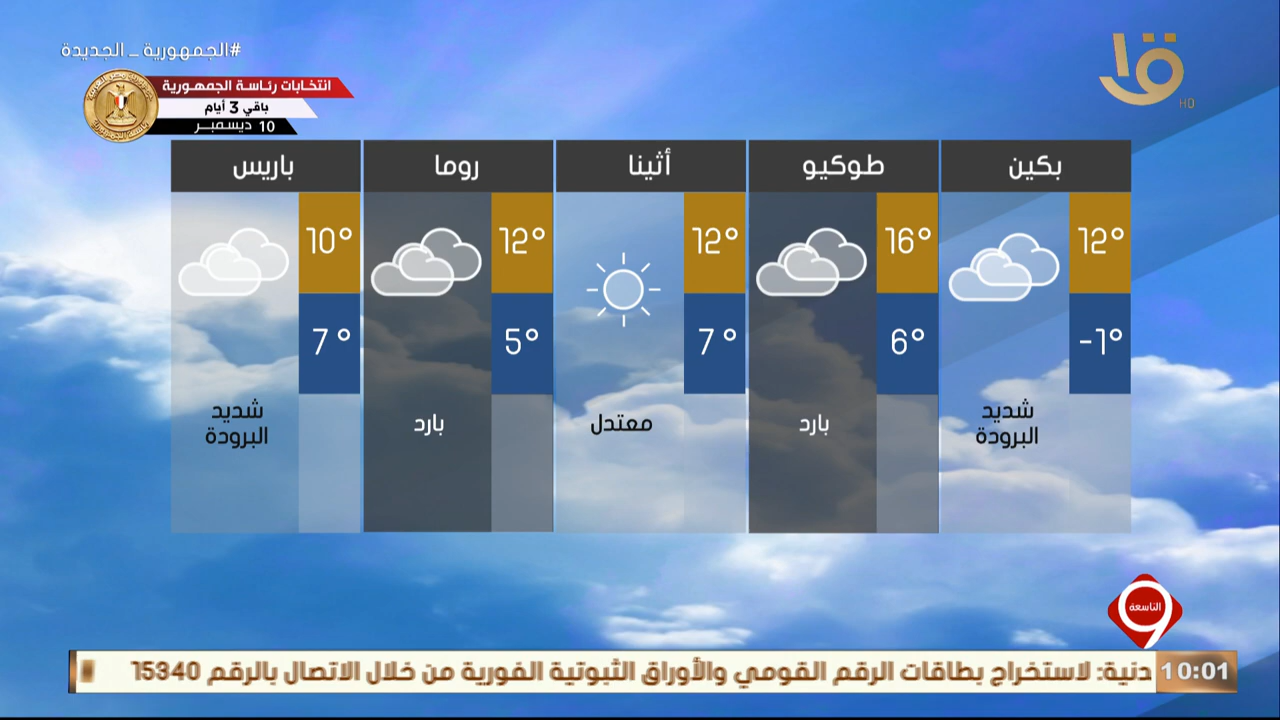 #الجمهورية _ الجديدة
انتخابات رئاسة الجمهورية
باقي 3 أيام
10 ديسمبر
HD
بكين
12°
-1°
شديد
البرودة
طوكيو
16°
6°
بارد
أثينا
12°
7°
معتدل
روما
12°
5°
بارد
باريس
10°
7°
شديد
البرودة
التاسعة
9
10:01
دنية: لاستخراج بطاقات الرقم القومي والأوراق الثبوتية الفورية من خلال الاتصال بالرقم 15340